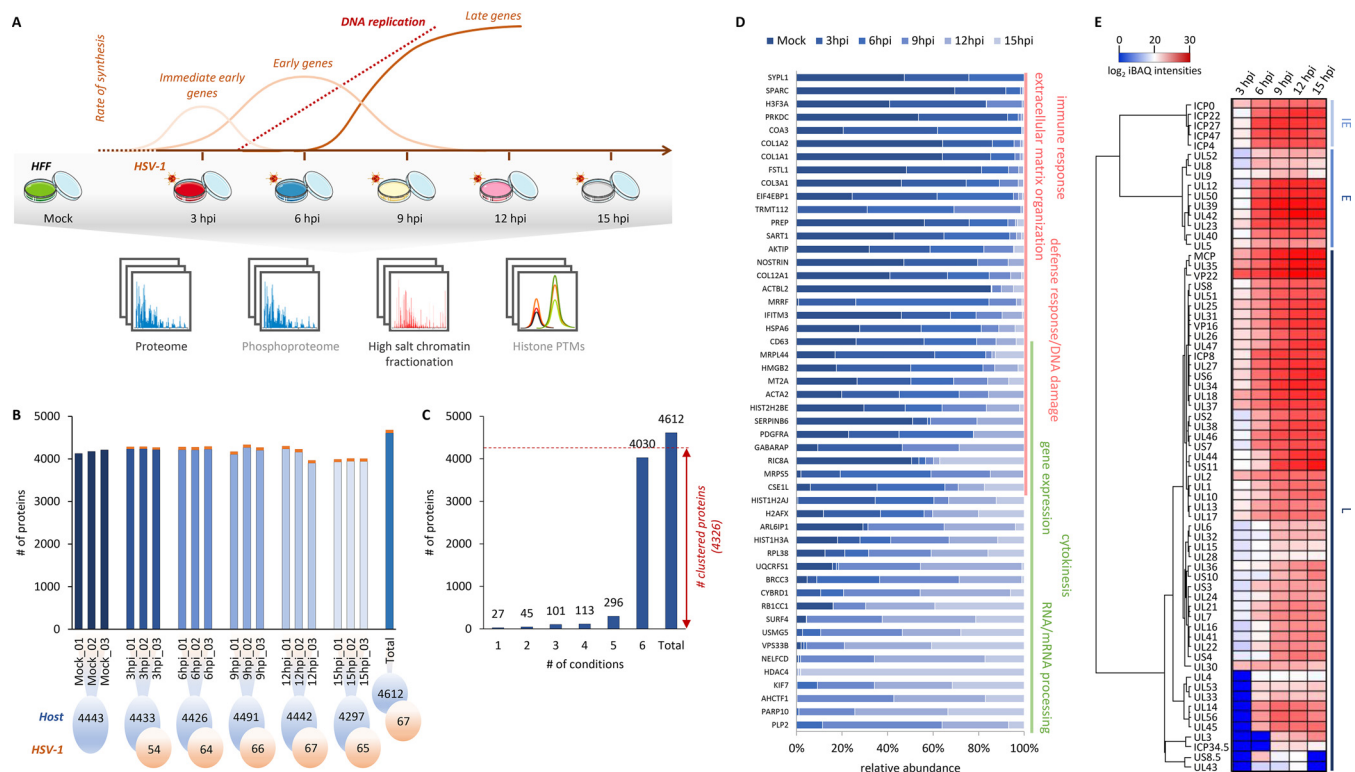 A
DNA replication
Late genes
Early genes
Immediate early
genes
Rate of synthesis
HFF
HSV-1
Mock
3 hpi
6 hpi
9 hpi
12 hpi
15 hpi
Proteome
Phosphoproteome
High salt chromatin
fractionation
Histone PTMs
B
# of proteins
5000
4000
3000
2000
1000
0
Mock_01
Mock_02
Mock_03
3hpi_01
3hpi_02
3hpi_03
6hpi_01
6hpi_02
6hpi_03
9hpi_01
9hpi_02
9hpi_03
12hpi_01
12hpi_02
12hpi_03
15hpi_01
15hpi_02
15hpi_03
Total
Host
4443
4433
4426
4491
4442
4297
4612
HSV-1
54
64
66
67
65
67
C
# of proteins
5000
4000
3000
2000
1000
0
27
45
101
113
296
4030
4612
1
2
3
4
5
6
Total
# of conditions
# clustered proteins
(4326)
D
Mock
3hpi
6hpi
9hpi
12hpi
15hpi
SYPL1
SPARC
H3F3A
PRKDC
COA3
COL1A2
COL1A1
FSTL1
COL3A1
EIF4EBP1
TRMT112
PREP
SART1
AKTIP
NOSTRIN
COL12A1
ACTBL2
MRRF
IFITM3
HSPA6
CD63
MRPL44
HMGB2
MT2A
ACTA2
HIST2H2BE
SERPINB6
PDGFRA
GABARAP
RIC8A
MRPS5
CSE1L
HIST1H2AJ
H2AFX
ARL6IP1
HIST1H3A
RPL38
UQCRFS1
BRCC3
CYBRD1
RB1CC1
SURF4
USMG5
VPS33B
NELFCD
HDAC4
KIF7
AHCTF1
PARP10
PLP2
0%
20%
40%
60%
80%
100%
relative abundance
immune response
extracellular matrix organization
defense response/DNA damage
gene expression
cytokinesis
RNA/mRNA processing
E
0
20
30
log2 iBAQ intensities
3 hpi
6 hpi
9 hpi
12 hpi
15 hpi
ICP0
ICP22
ICP27
ICP47
ICP4
UL52
UL8
UL9
UL12
UL50
UL39
UL42
UL23
UL40
UL5
MCP
UL35
VP22
US8
UL51
UL25
UL31
VP16
UL26
UL47
ICP8
UL27
US6
UL34
UL18
UL37
US2
UL38
UL46
US7
UL44
US11
UL2
UL1
UL10
UL13
UL17
UL6
UL32
UL15
UL28
UL36
US10
US3
UL24
UL21
UL7
UL16
UL41
UL22
US4
UL30
UL4
UL53
UL33
UL14
UL56
UL45
UL3
ICP34.5
US8.5
UL43
IE
E
L